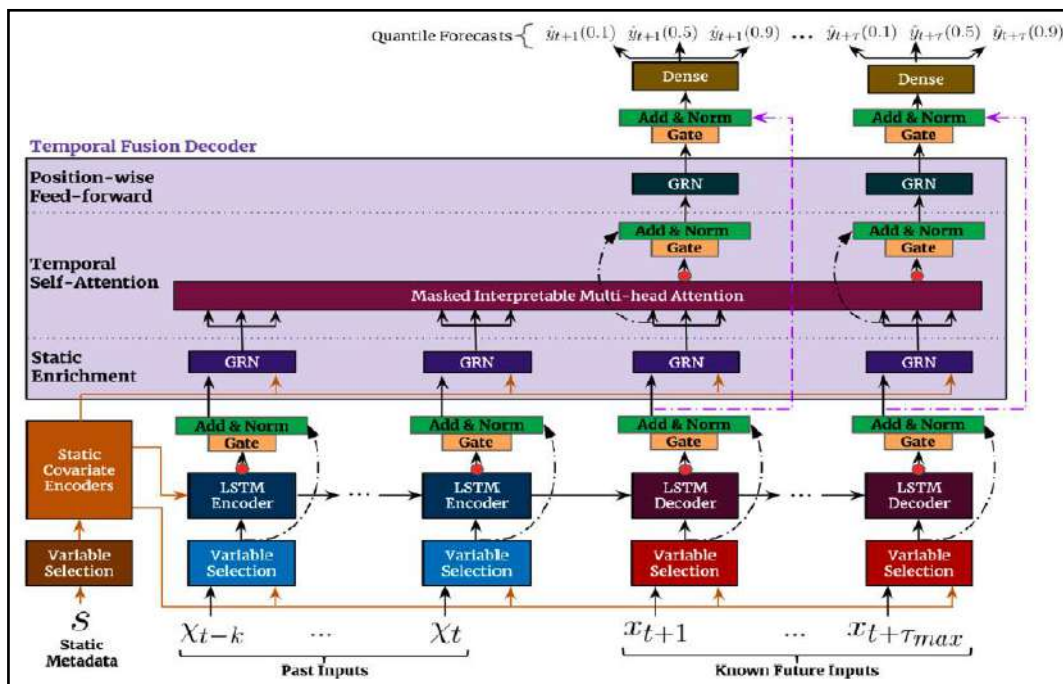 Quantile Forecasts { ŷt+1(0.1) ŷt+1(0.5) ŷt+1(0.9) ... ŷt+τ(0.1) ŷt+τ(0.5) ŷt+τ(0.9)
Dense Dense
Add & Norm Add & Norm
Gate Gate
Temporal Fusion Decoder
Position-wise
Feed-forward
GRN GRN
Add & Norm Add & Norm
Gate Gate
Temporal
Self-Attention
Masked Interpretable Multi-head Attention
Static
Enrichment
GRN GRN GRN GRN
Add & Norm Add & Norm Add & Norm Add & Norm
Gate Gate Gate Gate
Static
Covariate
Encoders
LSTM
Encoder
...
LSTM
Encoder
LSTM
Decoder
...
LSTM
Decoder
Variable
Selection
Variable
Selection
Variable
Selection
Variable
Selection
Variable
Selection
s
Static
Metadata
χt−k ... χt xt+1 ... xt+τmax
Past Inputs Known Future Inputs